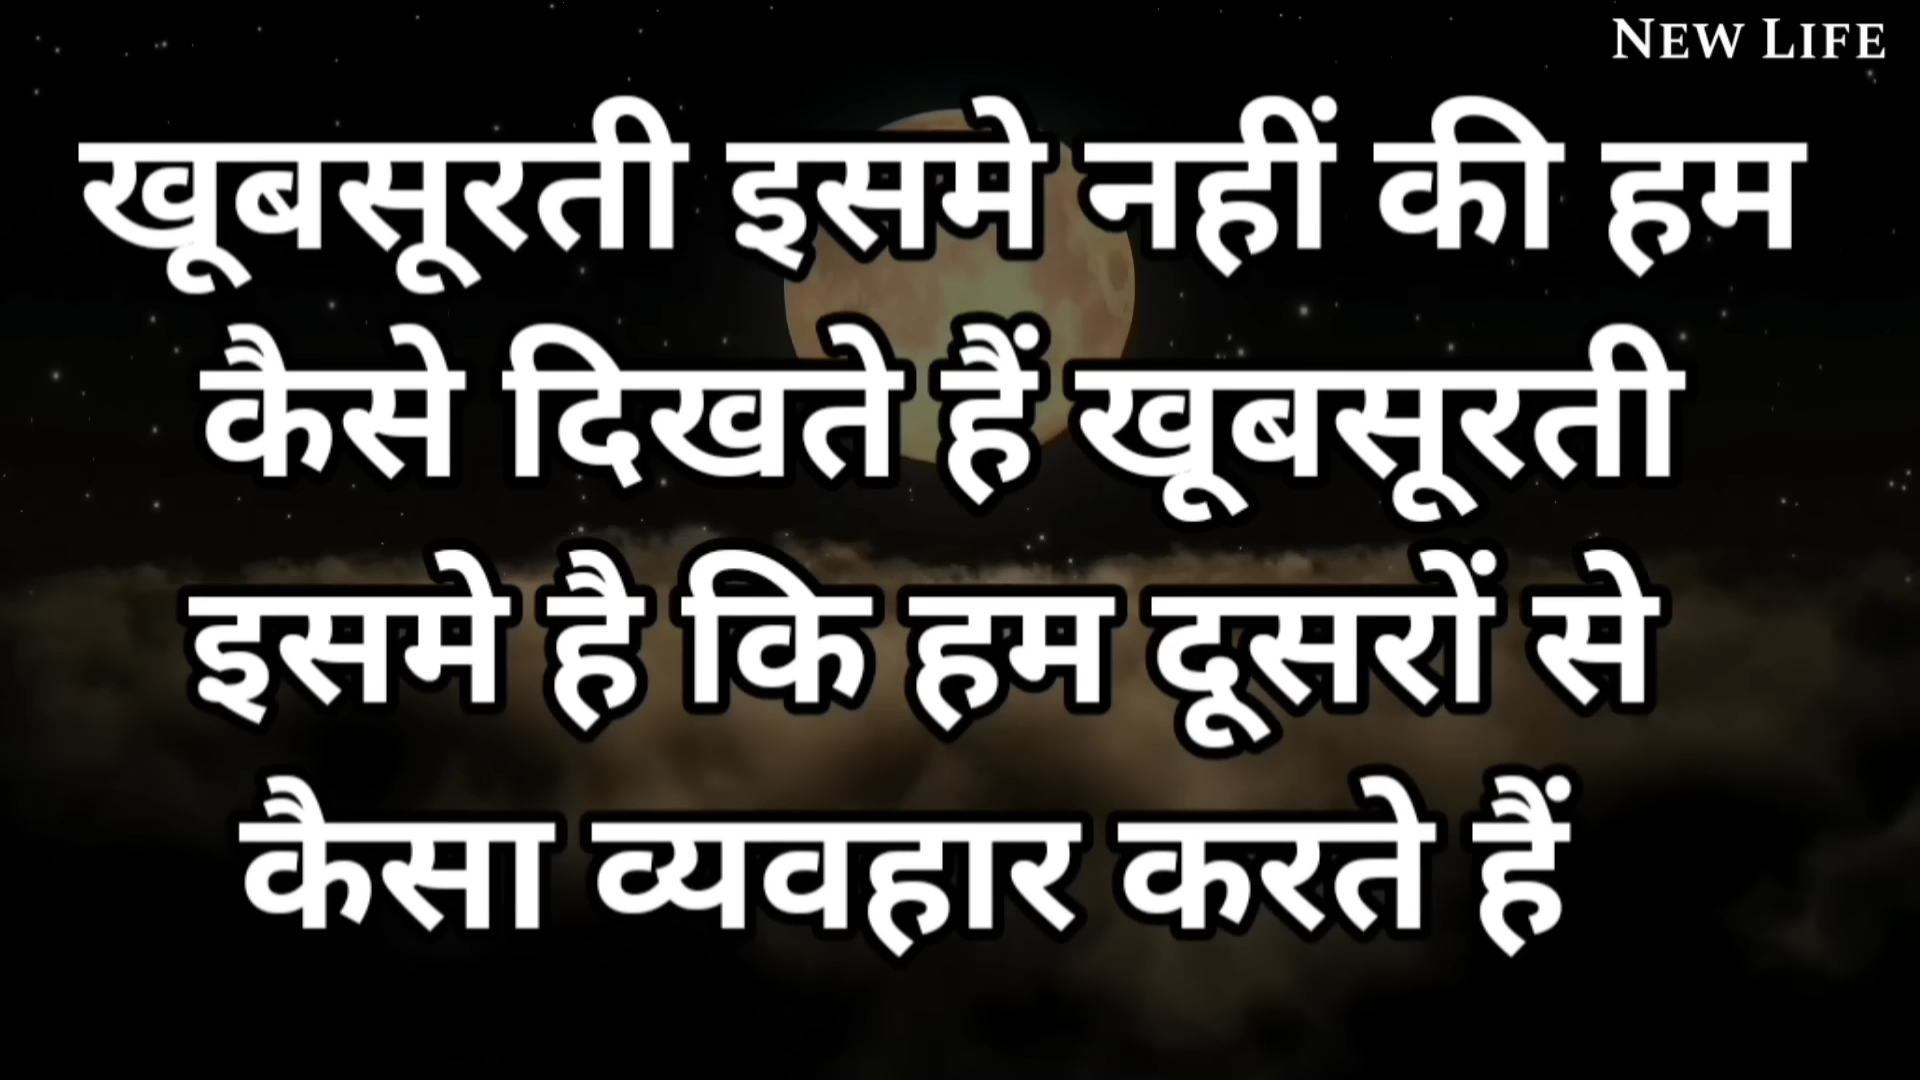 New Life
खूबसूरती इसमे नहीं की हम
कैसे दिखते हैं खूबसूरती
इसमे है कि हम दूसरों से
कैसा व्यवहार करते हैं